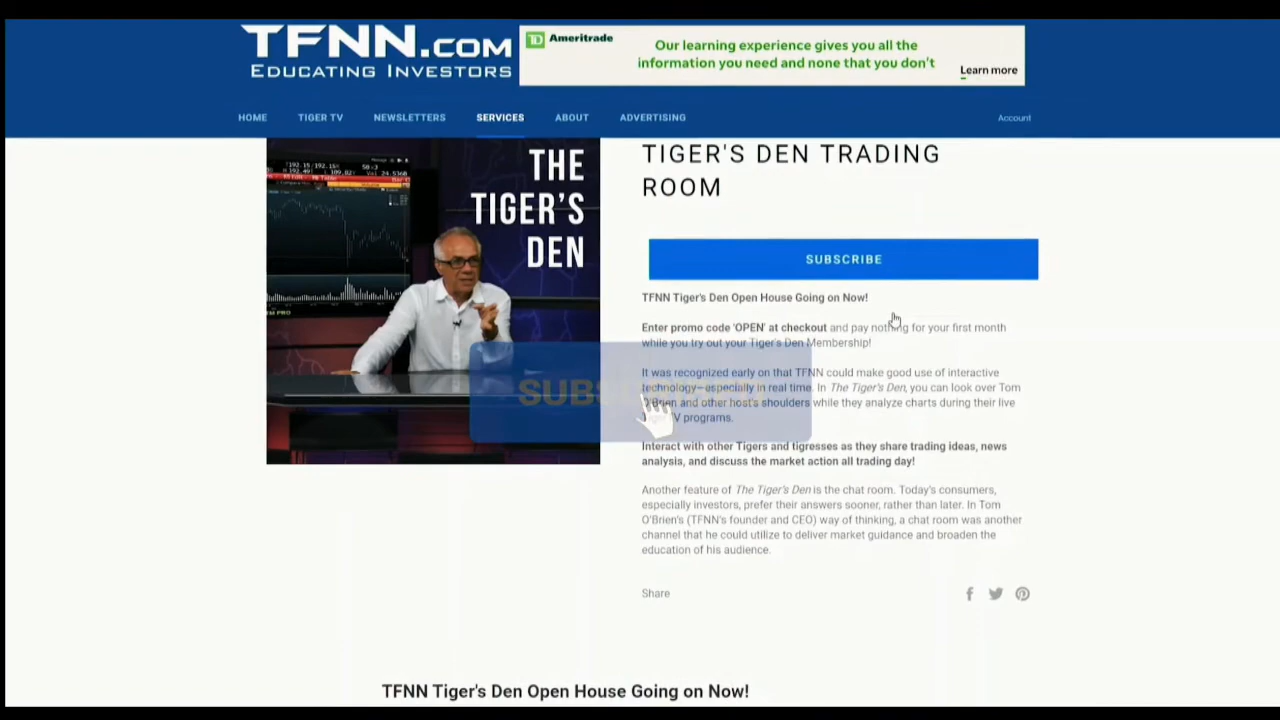 TFNN.COM
EDUCATING INVESTORS
TD Ameritrade
Our learning experience gives you all the
information you need and none that you don't
Learn more
HOME TIGER TV NEWSLETTERS SERVICES ABOUT ADVERTISING Account
THE
TIGER'S
DEN
TIGER'S DEN TRADING
ROOM
SUBSCRIBE
TFNN Tiger's Den Open House Going on Now!
Enter promo code 'OPEN' at checkout and pay nothing for your first month
while you try out your Tiger's Den Membership!
It was recognized early on that TFNN could make good use of interactive
technology—especially in real time. In The Tiger's Den, you can look over Tom
O'Brien and other host's shoulders while they analyze charts during their live
TV programs.
Interact with other Tigers and tigresses as they share trading ideas, news
analysis, and discuss the market action all trading day!
Another feature of The Tiger's Den is the chat room. Today's consumers,
especially investors, prefer their answers sooner, rather than later. In Tom
O'Brien's (TFNN's founder and CEO) way of thinking, a chat room was another
channel that he could utilize to deliver market guidance and broaden the
education of his audience.
Share
TFNN Tiger's Den Open House Going on Now!